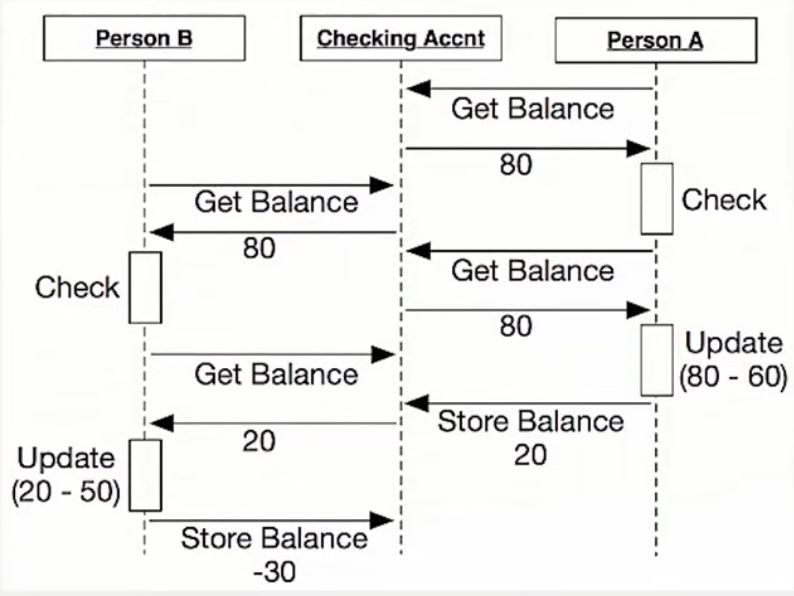 Person B
Checking Accnt
Person A
Get Balance
80
Get Balance
Check
80
Get Balance
Check
80
Get Balance
Update
(80 - 60)
Store Balance
20
20
Update
(20 - 50)
Store Balance
-30